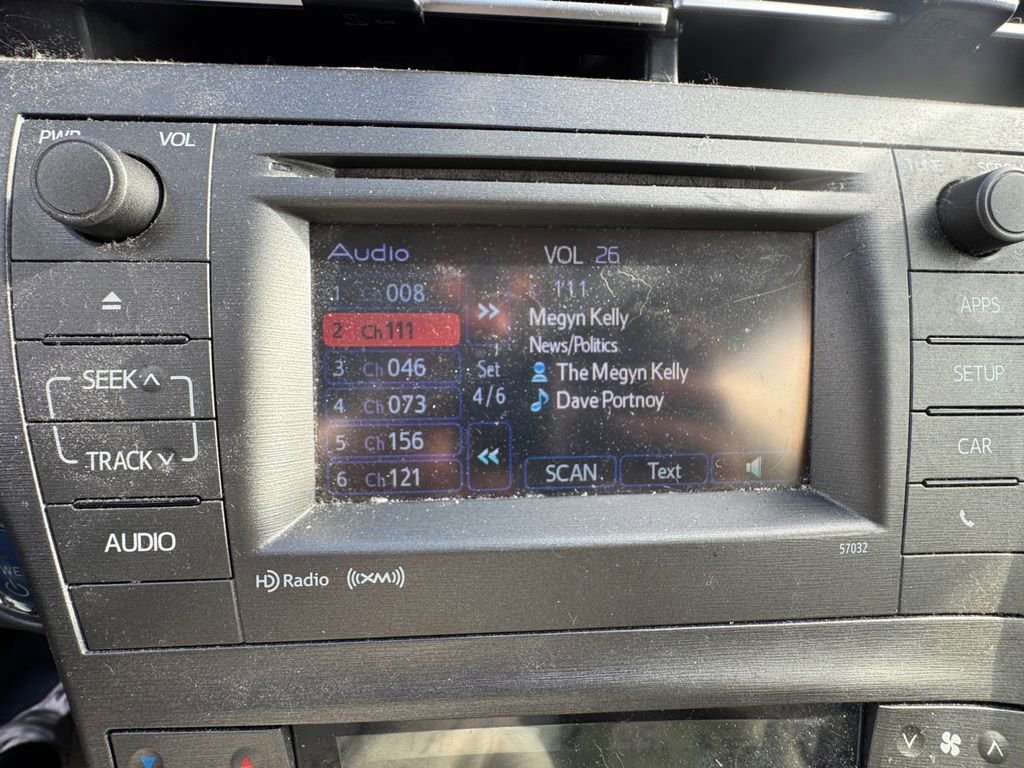 PWR VOL
TUNE
SEEK ^
TRACK v
AUDIO
Audio VOL 26
1 Ch 008
2 Ch 111
3 Ch 046
4 Ch 073
5 Ch 156
6 Ch 121
>>
Set
4/6
<<
111
Megyn Kelly
News/Politics
The Megyn Kelly
Dave Portnoy
SCAN
Text
APPS
SETUP
CAR
57032
HD Radio ((XM))